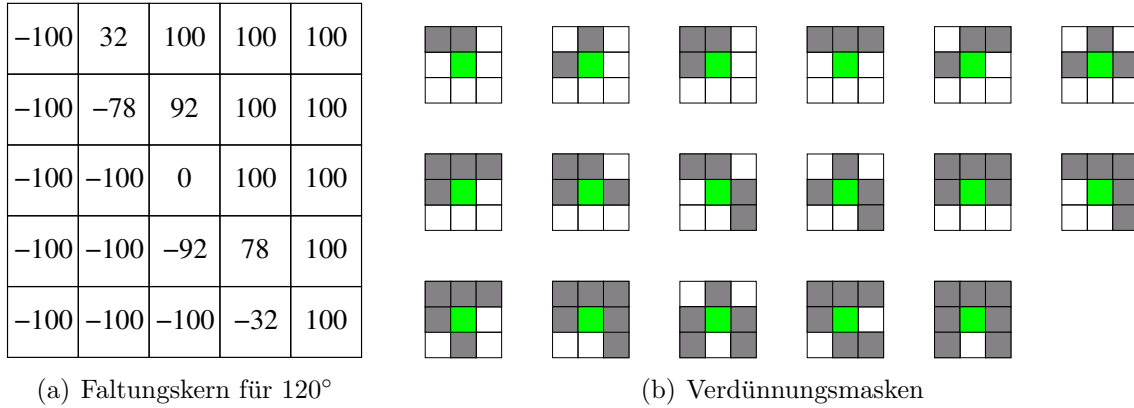 −100 32 100 100 100
−100 −78 92 100 100
−100 −100 0 100 100
−100 −100 −92 78 100
−100 −100 −100 −32 100
(a) Faltungskern für 120°
(b) Verdünnungsmasken